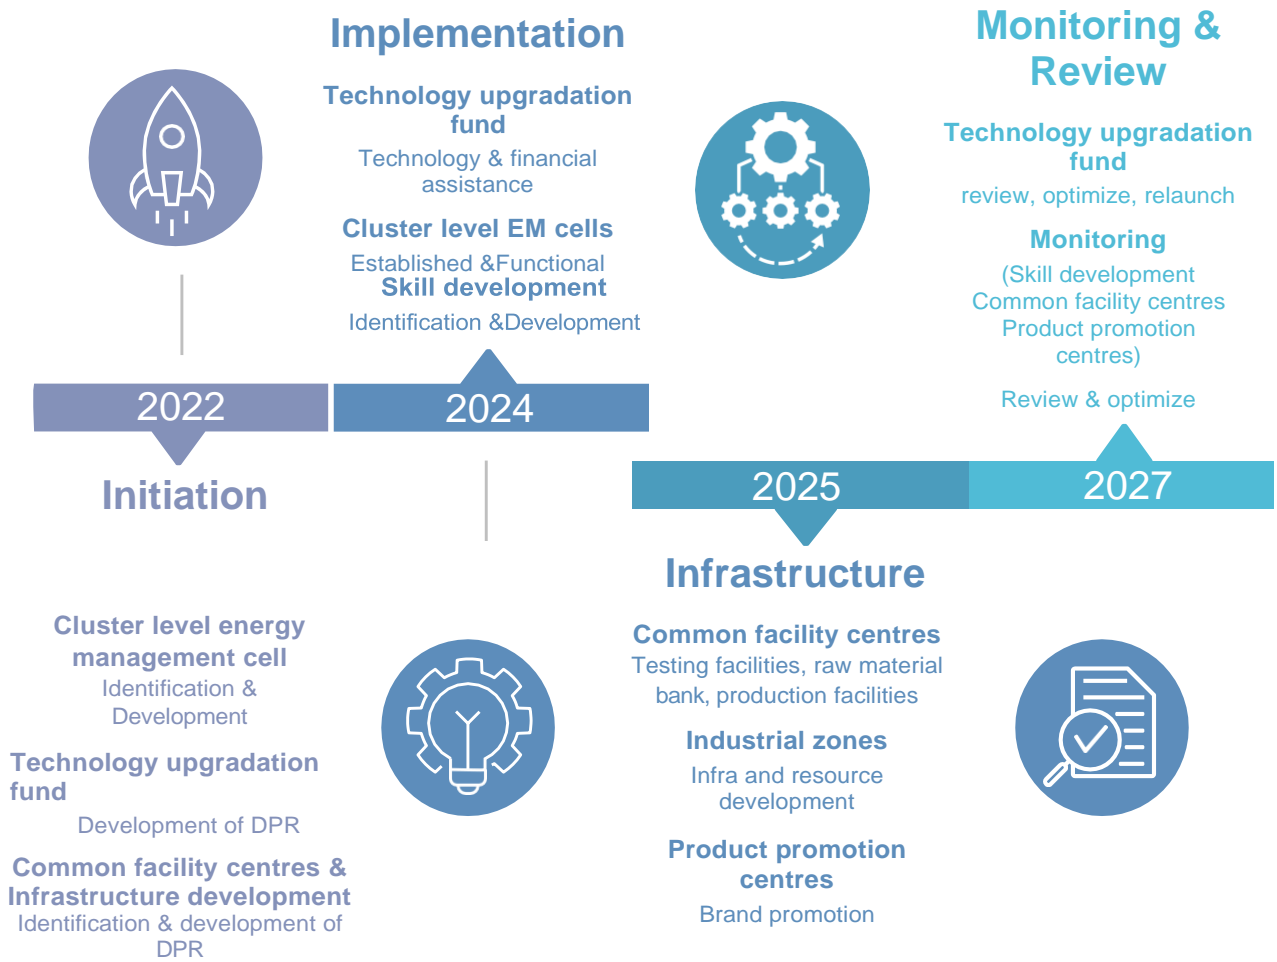 2022
Initiation
Cluster level energy
management cell
Identification &
Development
Technology upgradation
fund
Development of DPR
Common facility centres &
Infrastructure development
Identification & development of
DPR
Implementation
Technology upgradation
fund
Technology & financial
assistance
Cluster level EM cells
Established &Functional
Skill development
Identification &Development
2024
2025
Infrastructure
Common facility centres
Testing facilities, raw material
bank, production facilities
Industrial zones
Infra and resource
development
Product promotion
centres
Brand promotion
Monitoring &
Review
Technology upgradation
fund
review, optimize, relaunch
Monitoring
(Skill development
Common facility centres
Product promotion
centres)
Review & optimize
2027